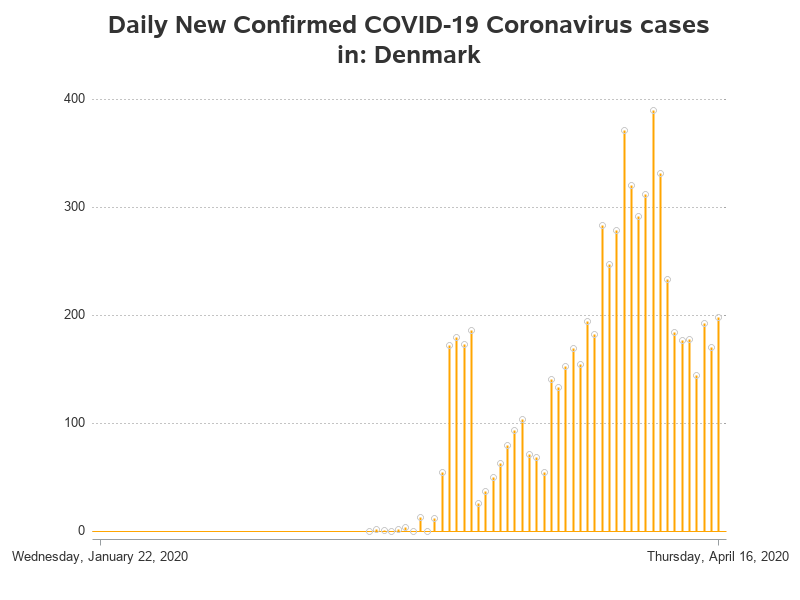 Daily New Confirmed COVID-19 Coronavirus cases
in: Denmark
400
300
200
100
0
Wednesday, January 22, 2020
Thursday, April 16, 2020